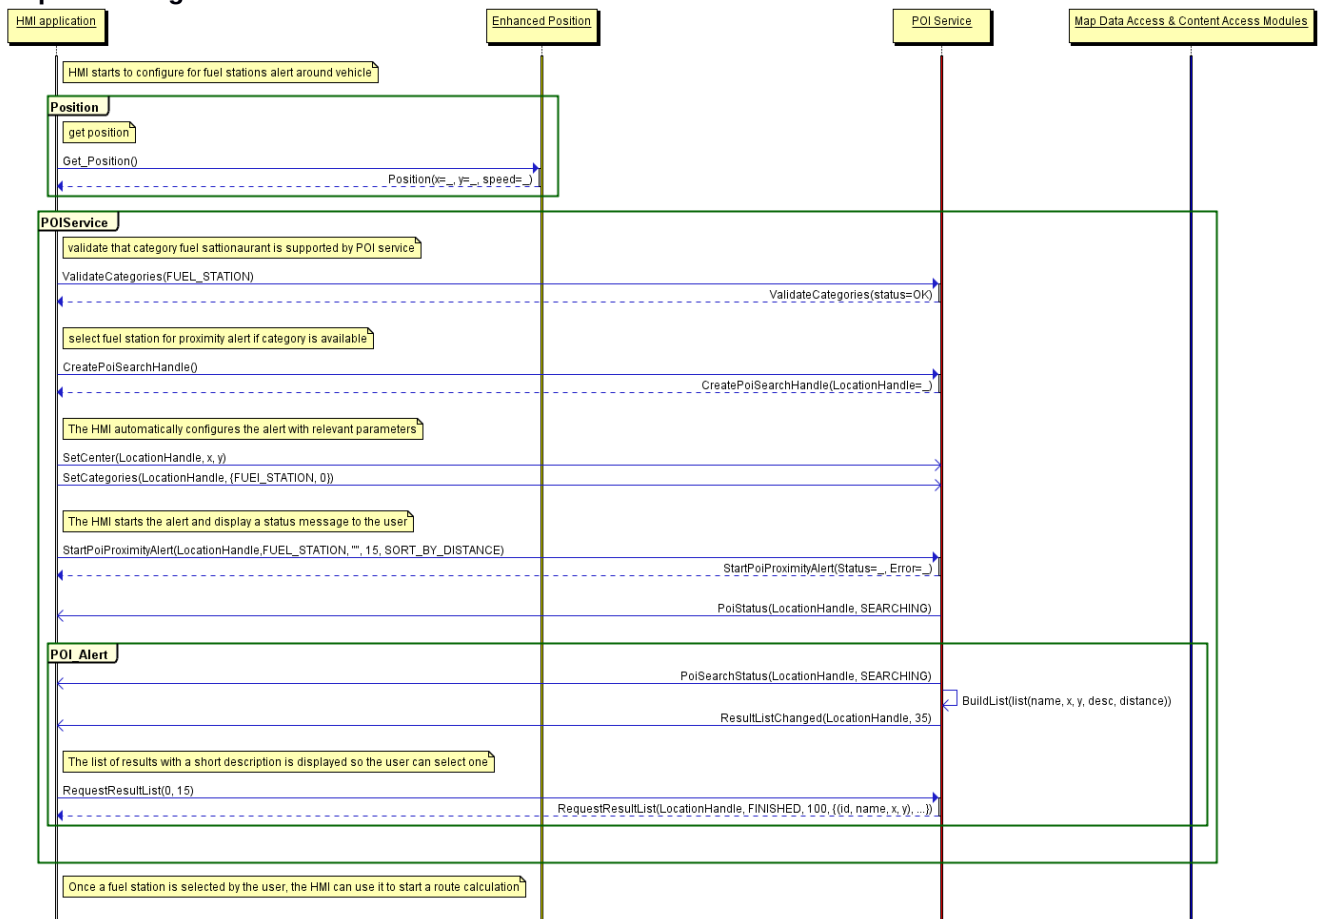 HMI application
Enhanced Position
POI Service
Map Data Access & Content Access Modules
HMI starts to configure for fuel stations alert around vehicle
Position
get position
Get_Position()
Position(x=_, y=_, speed=_)
POIService
validate that category fuel sattionaurant is supported by POI service
ValidateCategories(FUEL_STATION)
ValidateCategories(status=OK)
select fuel station for proximity alert if category is available
CreatePoiSearchHandle()
CreatePoiSearchHandle(LocationHandle=_)
The HMI automatically configures the alert with relevant parameters
SetCenter(LocationHandle, x, y)
SetCategories(LocationHandle, {FUEl_STATION, 0})
The HMI starts the alert and display a status message to the user
StartPoiProximityAlert(LocationHandle,FUEL_STATION, "", 15, SORT_BY_DISTANCE)
StartPoiProximityAlert(Status=_, Error=_)
PoiStatus(LocationHandle, SEARCHING)
POI_Alert
PoiSearchStatus(LocationHandle, SEARCHING)
BuildList(list(name, x, y, desc, distance))
ResultListChanged(LocationHandle, 35)
The list of results with a short description is displayed so the user can select one
RequestResultList(0, 15)
RequestResultList(LocationHandle, FINISHED, 100, {(id, name, x, y), ...})
Once a fuel station is selected by the user, the HMI can use it to start a route calculation